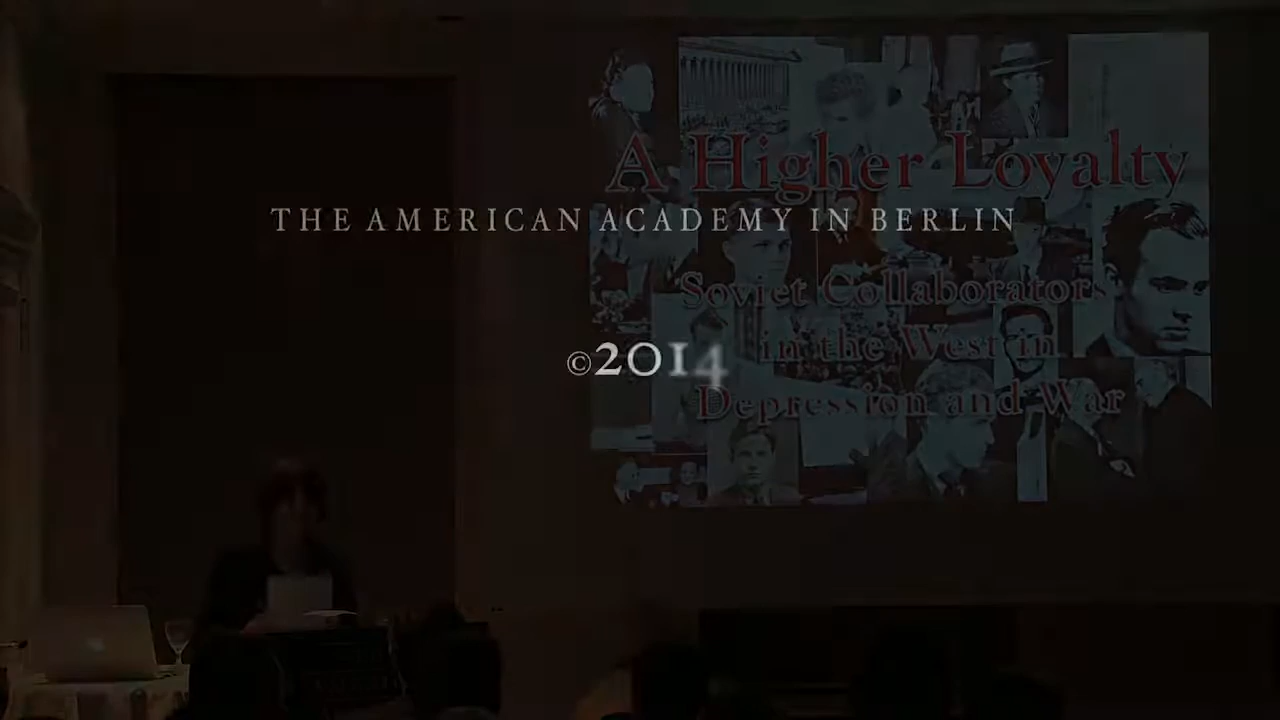 A Higher Loyalty
THE AMERICAN ACADEMY IN BERLIN
Soviet Collaborators
in the West in
©2014
Depression and War